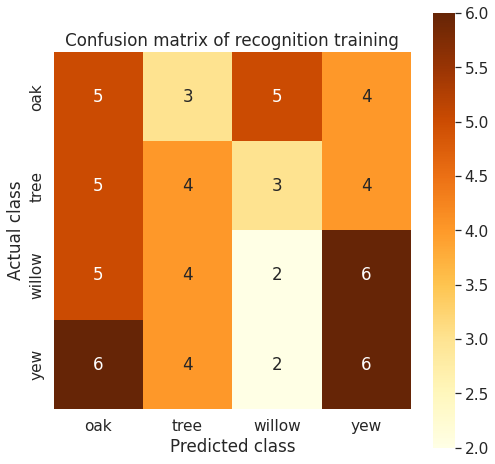 Confusion matrix of recognition training
Actual class
oak 5 3 5 4
tree 5 4 3 4
willow 5 4 2 6
yew 6 4 2 6
oak tree willow yew
Predicted class
6.0
5.5
5.0
4.5
4.0
3.5
3.0
2.5
2.0